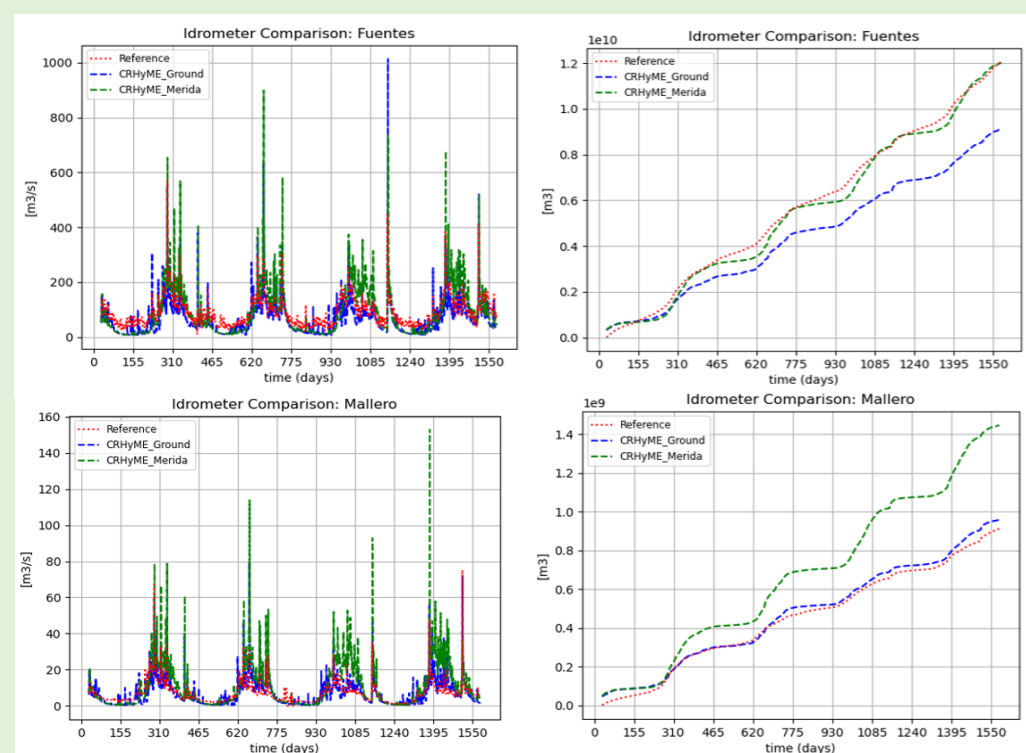 Idrometer Comparison: Fuentes
Reference
CRHyME_Ground
CRHyME_Merida
[m3/s]
1000
800
600
400
200
0
0 155 310 465 620 775 930 1085 1240 1395 1550
time (days)
Idrometer Comparison: Fuentes
1e10
Reference
CRHyME_Ground
CRHyME_Merida
[m3]
1.2
1.0
0.8
0.6
0.4
0.2
0.0
0 155 310 465 620 775 930 1085 1240 1395 1550
time (days)
Idrometer Comparison: Mallero
Reference
CRHyME_Ground
CRHyME_Merida
[m3/s]
160
140
120
100
80
60
40
20
0
0 155 310 465 620 775 930 1085 1240 1395 1550
time (days)
Idrometer Comparison: Mallero
1e9
Reference
CRHyME_Ground
CRHyME_Merida
[m3]
1.4
1.2
1.0
0.8
0.6
0.4
0.2
0.0
0 155 310 465 620 775 930 1085 1240 1395 1550
time (days)